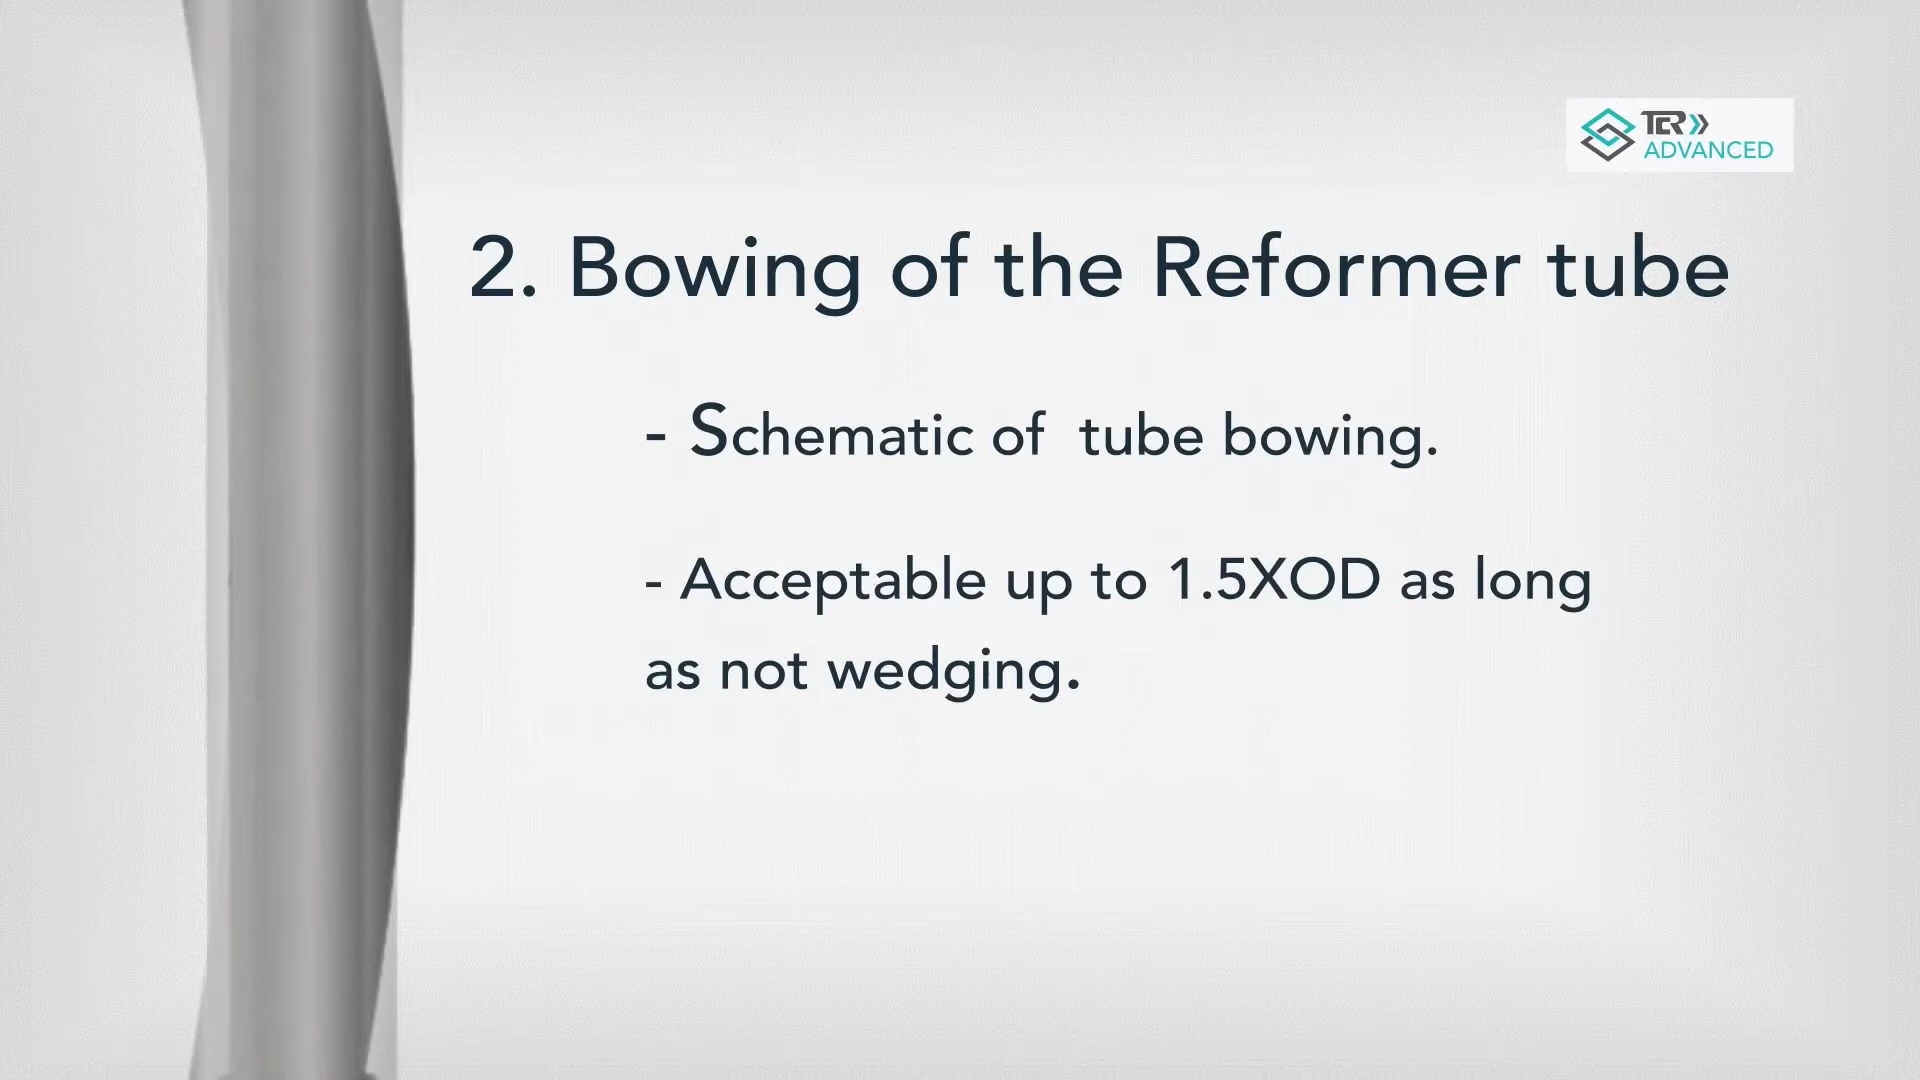 TCR
ADVANCED
2. Bowing of the Reformer tube
- Schematic of  tube bowing.
- Acceptable up to 1.5XOD as long
as not wedging.